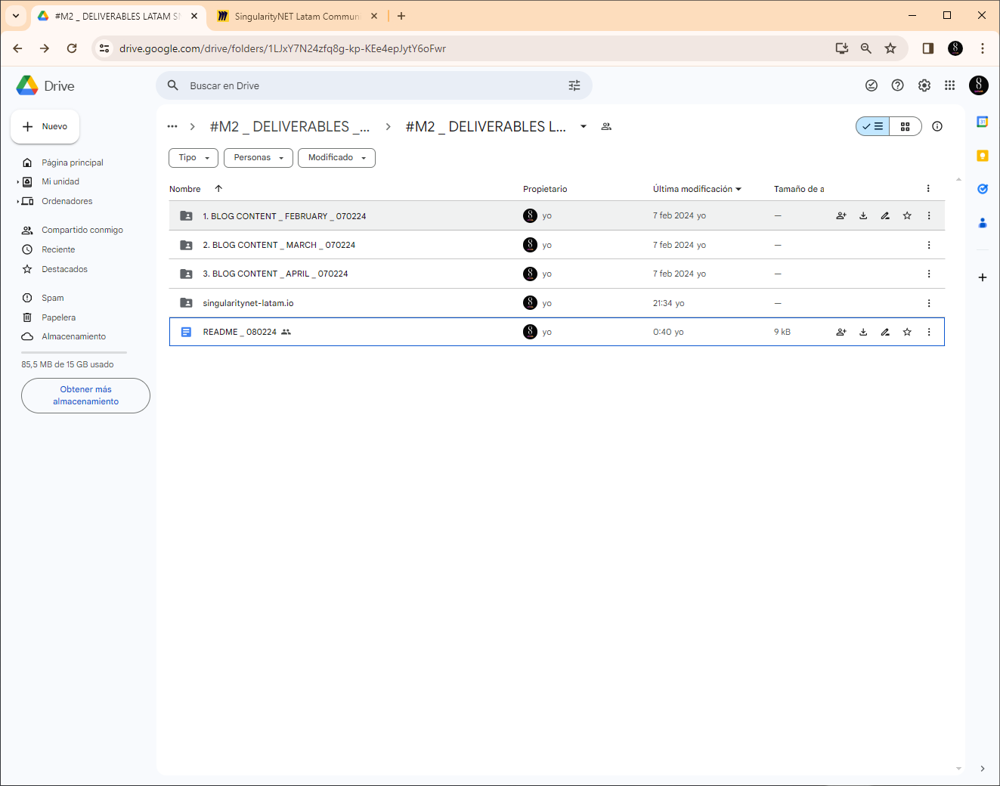 #M2 _ DELIVERABLES LATAM SN
SingularityNET Latam Communi
drive.google.com/drive/folders/1LJxY7N24zfq8g-kp-KEe4epJytY6oFwr
Drive
Buscar en Drive
Nuevo
Página principal
Mi unidad
Ordenadores
Compartido conmigo
Reciente
Destacados
Spam
Papelera
Almacenamiento
85,5 MB de 15 GB usado
Obtener más
almacenamiento
#M2 _ DELIVERABLES _...
#M2 _ DELIVERABLES L...
Tipo
Personas
Modificado
Nombre Propietario Última modificación Tamaño de a
1. BLOG CONTENT _ FEBRUARY _ 070224 yo 7 feb 2024 yo —
2. BLOG CONTENT _ MARCH _ 070224 yo 7 feb 2024 yo —
3. BLOG CONTENT _ APRIL _ 070224 yo 7 feb 2024 yo —
singularitynet-latam.io yo 21:34 yo —
README _ 080224 yo 0:40 yo 9 kB